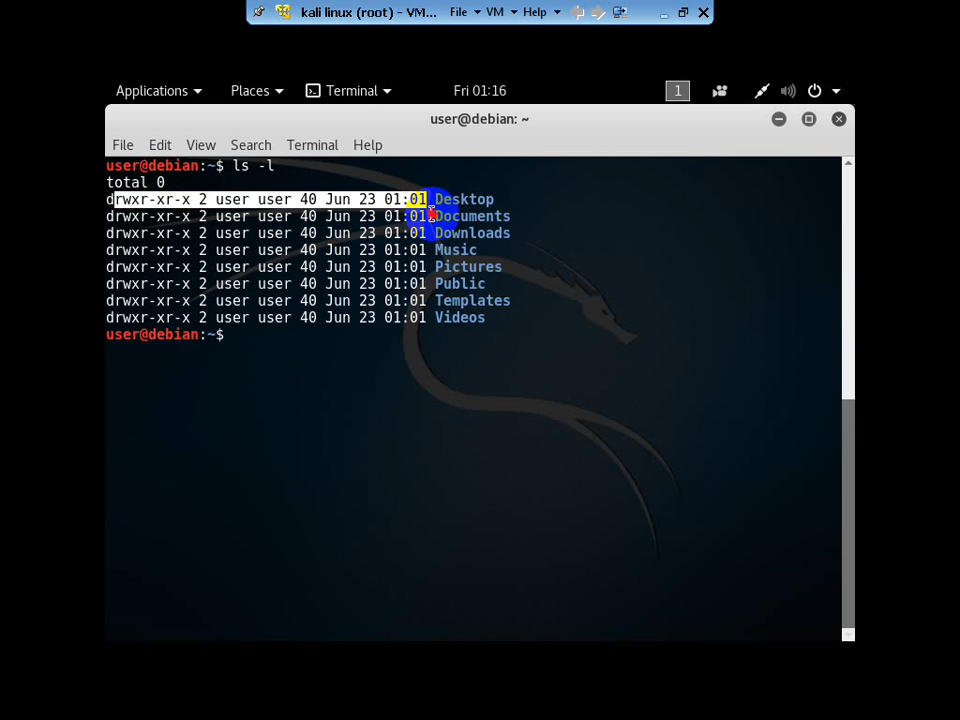 kali linux (root) - VM... File VM Help
Applications Places Terminal Fri 01:16 1
user@debian: ~
File Edit View Search Terminal Help
user@debian:~$ ls -l
total 0
drwxr-xr-x 2 user user 40 Jun 23 01:01 Desktop
drwxr-xr-x 2 user user 40 Jun 23 01:01 Documents
drwxr-xr-x 2 user user 40 Jun 23 01:01 Downloads
drwxr-xr-x 2 user user 40 Jun 23 01:01 Music
drwxr-xr-x 2 user user 40 Jun 23 01:01 Pictures
drwxr-xr-x 2 user user 40 Jun 23 01:01 Public
drwxr-xr-x 2 user user 40 Jun 23 01:01 Templates
drwxr-xr-x 2 user user 40 Jun 23 01:01 Videos
user@debian:~$